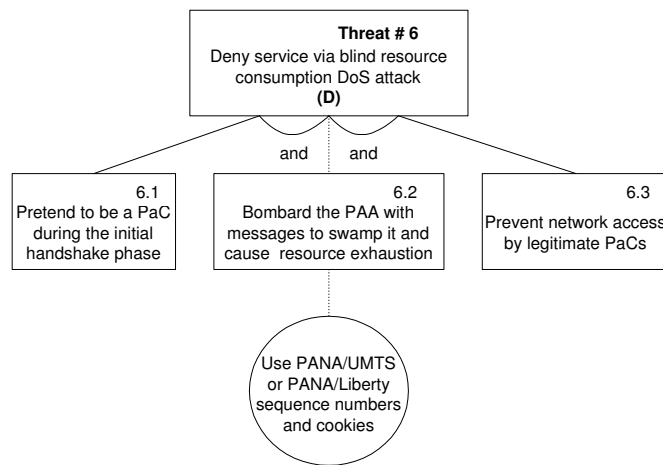 Threat # 6
Deny service via blind resource
consumption DoS attack
(D)
and
and
6.1
Pretend to be a PaC
during the initial
handshake phase
6.2
Bombard the PAA with
messages to swamp it and
cause resource exhaustion
6.3
Prevent network access
by legitimate PaCs
Use PANA/UMTS
or PANA/Liberty
sequence numbers
and cookies